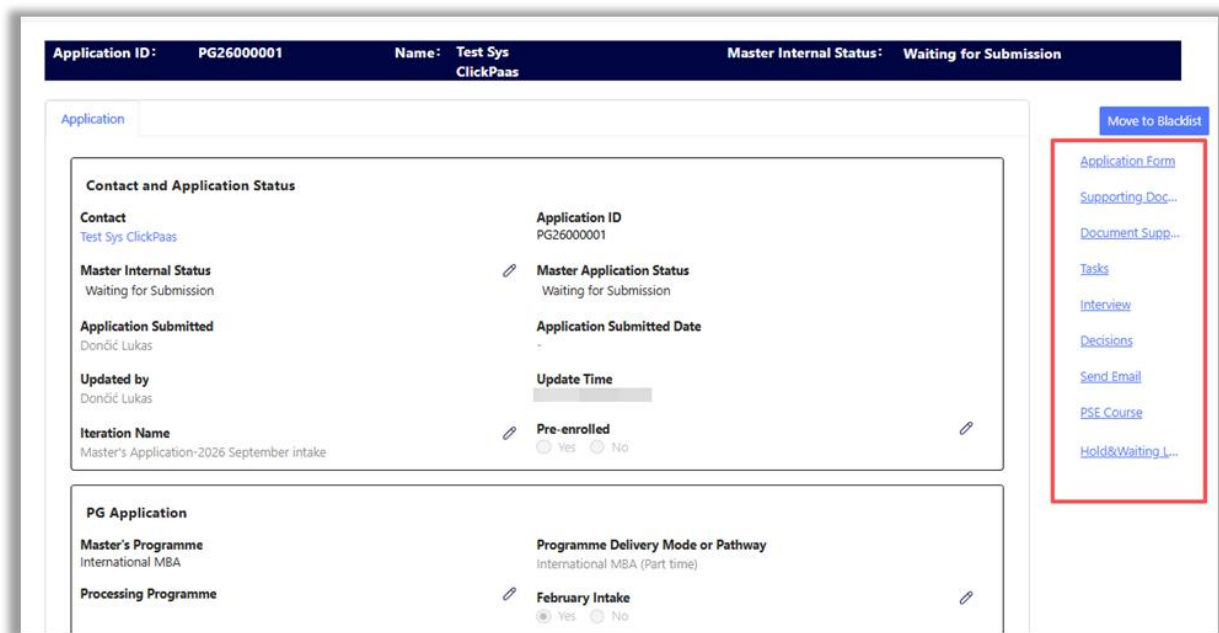 Application ID: PG26000001 Name: Test Sys ClickPaas Master Internal Status: Waiting for Submission
Application
Move to Blacklist
Contact and Application Status
Contact
Test Sys ClickPaas
Application ID
PG26000001
Master Internal Status
Waiting for Submission
Master Application Status
Waiting for Submission
Application Submitted
Dončić Lukas
Application Submitted Date
-
Updated by
Dončić Lukas
Update Time
Iteration Name
Master's Application-2026 September intake
Pre-enrolled
Yes No
PG Application
Master's Programme
International MBA
Programme Delivery Mode or Pathway
International MBA (Part time)
Processing Programme
February Intake
Yes No
Application Form
Supporting Doc...
Document Supp...
Tasks
Interview
Decisions
Send Email
PSE Course
Hold&Waiting L...